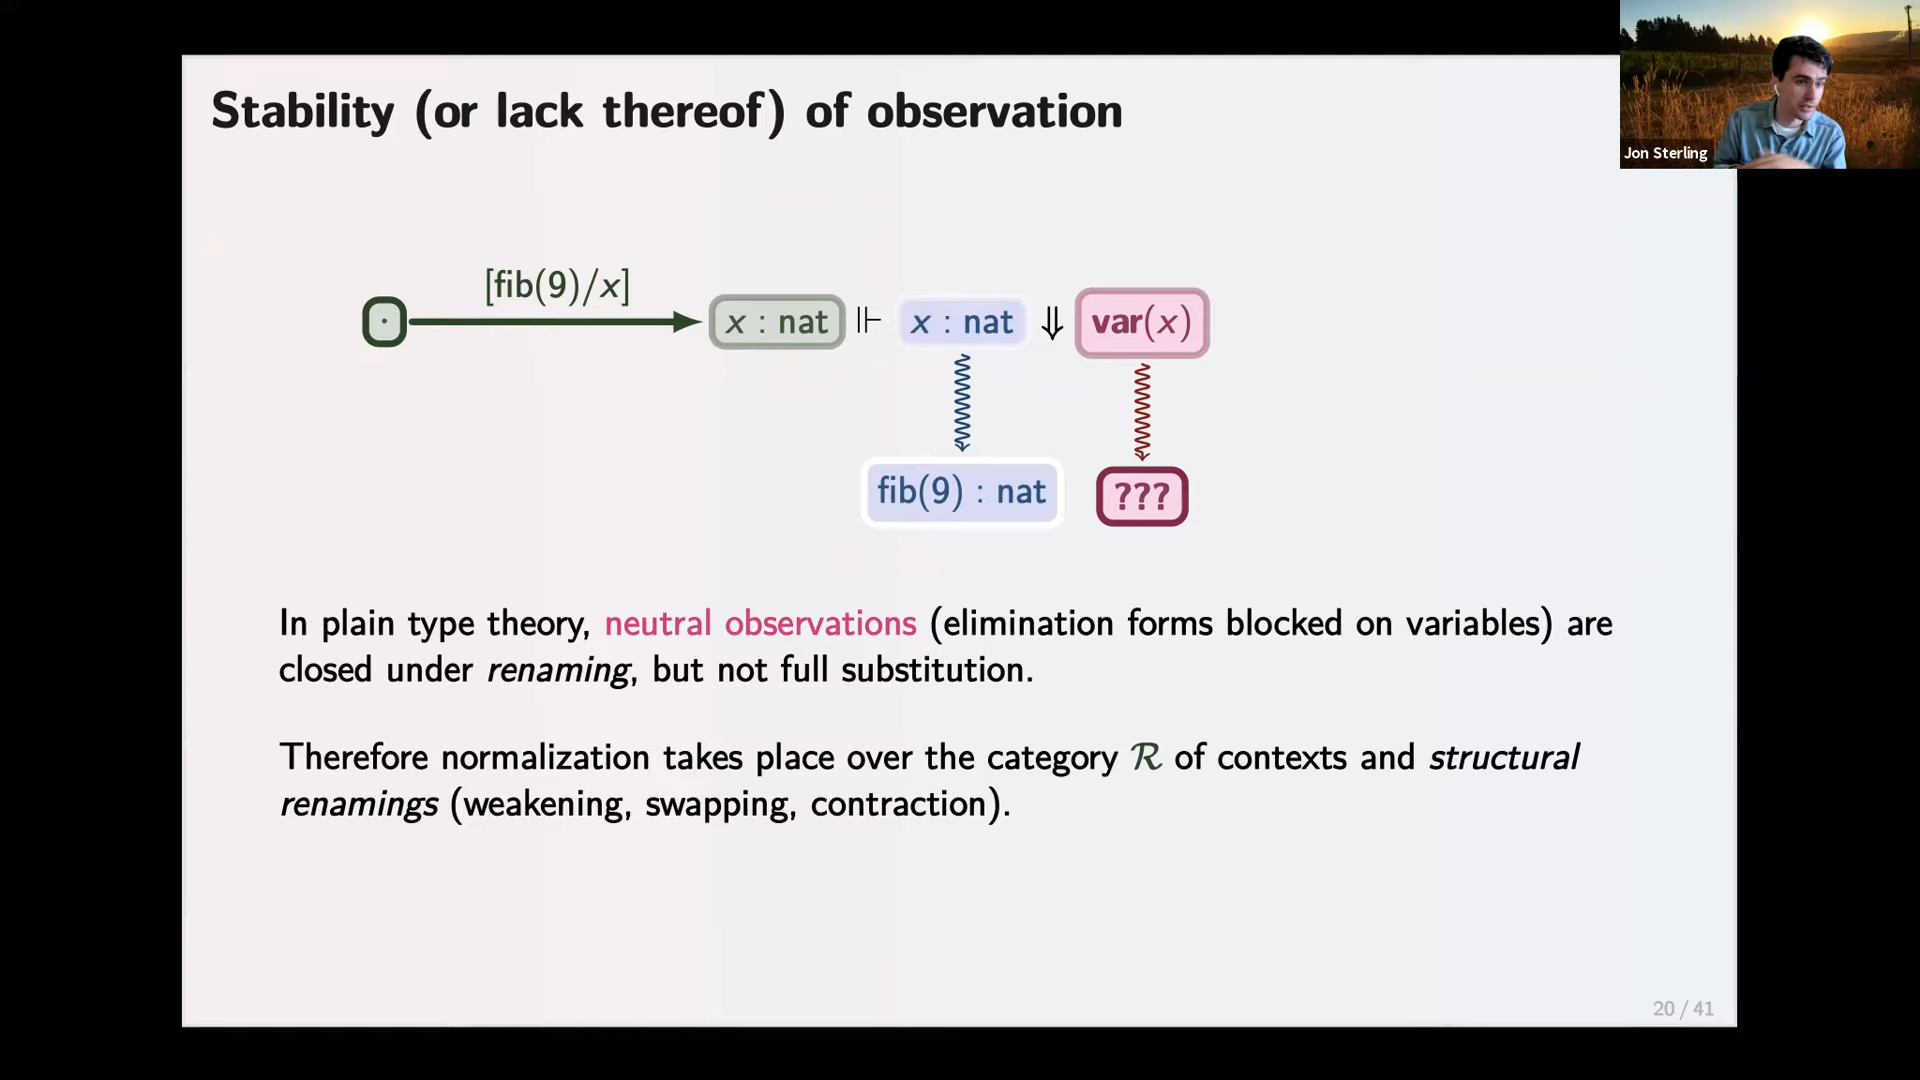 Stability (or lack thereof) of observation
Jon Sterling
[fib(9)/x]
· x : nat ⊩ x : nat ⇓ var(x)
fib(9) : nat ???
In plain type theory, neutral observations (elimination forms blocked on variables) are
closed under renaming, but not full substitution.
Therefore normalization takes place over the category ℛ of contexts and structural
renamings (weakening, swapping, contraction).
20 / 41